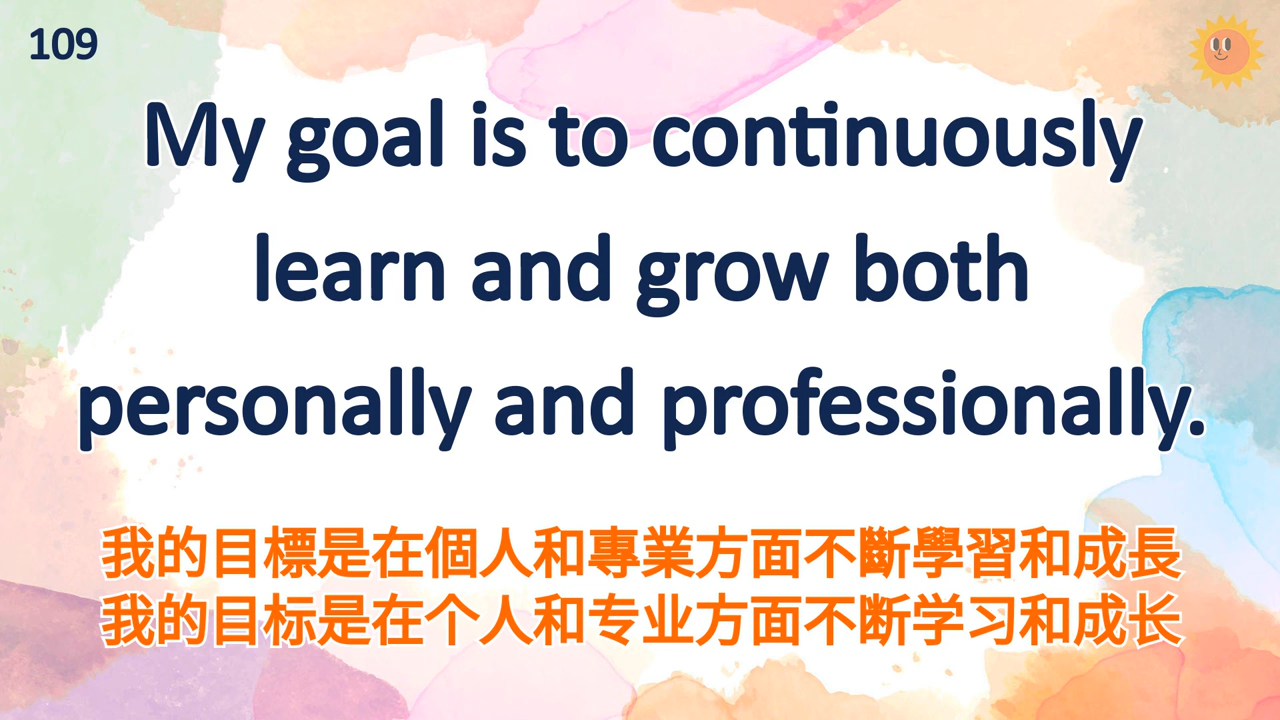 109
My goal is to continuously
learn and grow both
personally and professionally.
我的目標是在個人和專業方面不斷學習和成長
我的目标是在个人和专业方面不断学习和成长